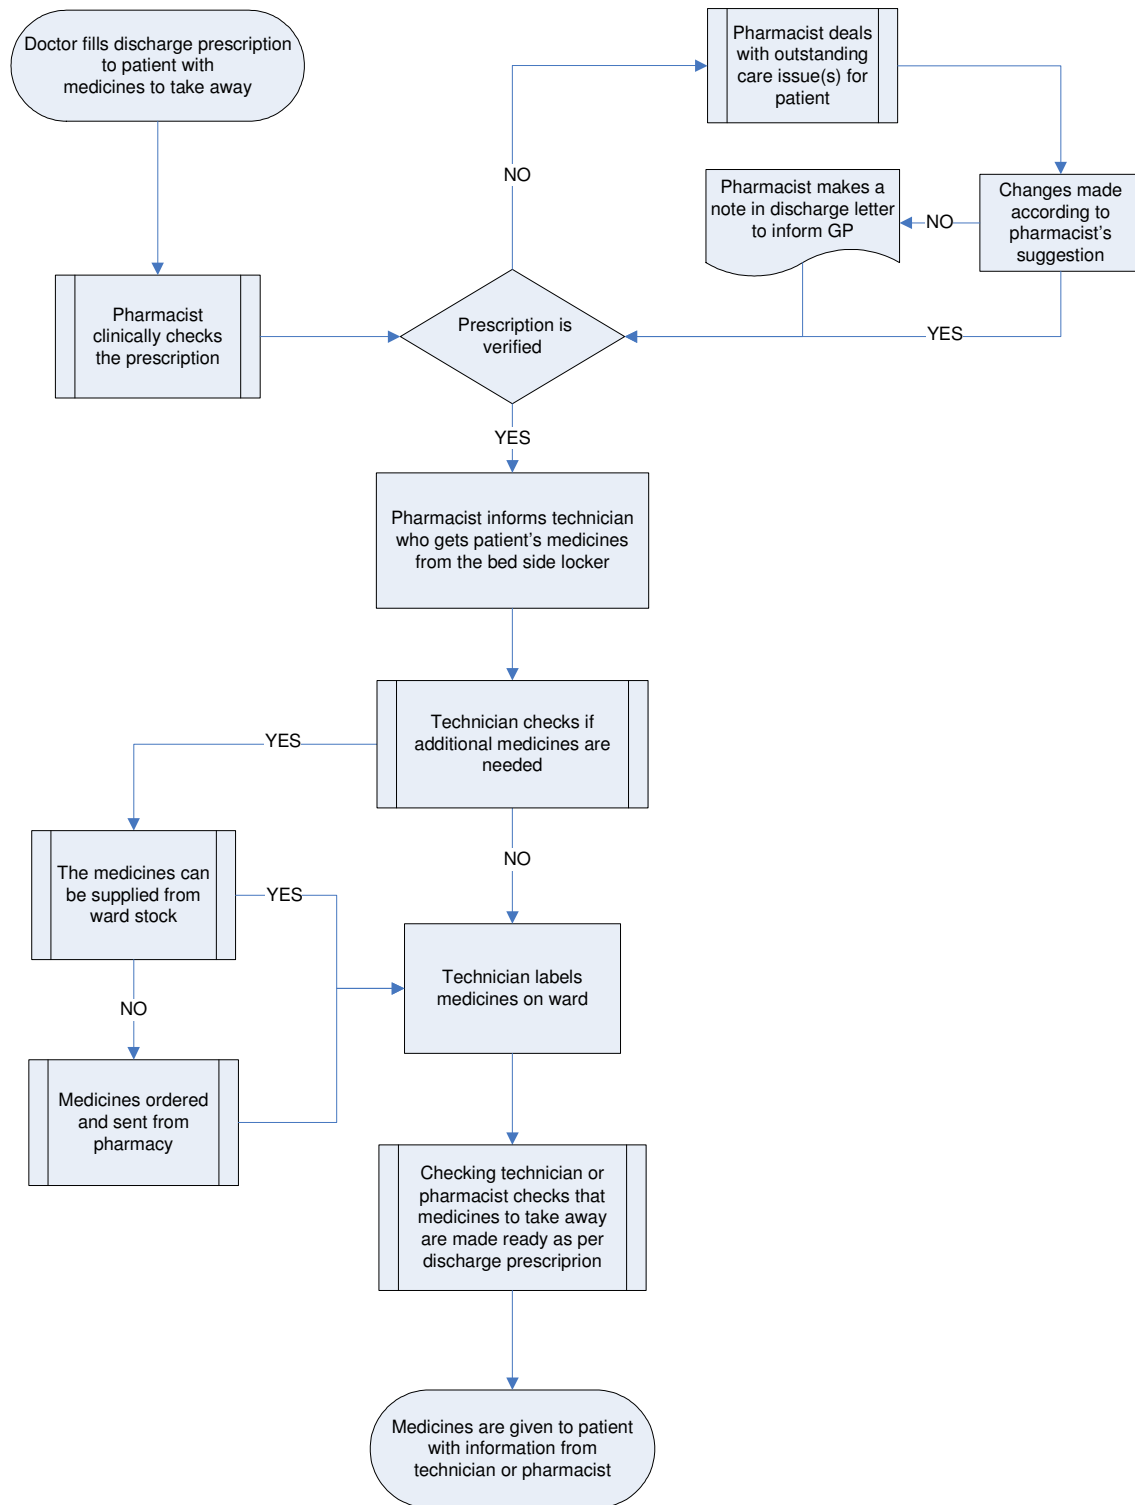 Doctor fills discharge prescription
to patient with
medicines to take away
Pharmacist deals
with outstanding
care issue(s) for
patient
NO
Pharmacist makes a
note in discharge letter
to inform GP
NO
Changes made
according to
pharmacist's
suggestion
Pharmacist
clinically checks
the prescription
Prescription is
verified
YES
YES
Pharmacist informs technician
who gets patient's medicines
from the bed side locker
Technician checks if
additional medicines are
needed
YES
NO
The medicines can
be supplied from
ward stock
YES
NO
Technician labels
medicines on ward
Medicines ordered
and sent from
pharmacy
Checking technician or
pharmacist checks that
medicines to take away
are made ready as per
discharge prescriprion
Medicines are given to patient
with information from
technician or pharmacist